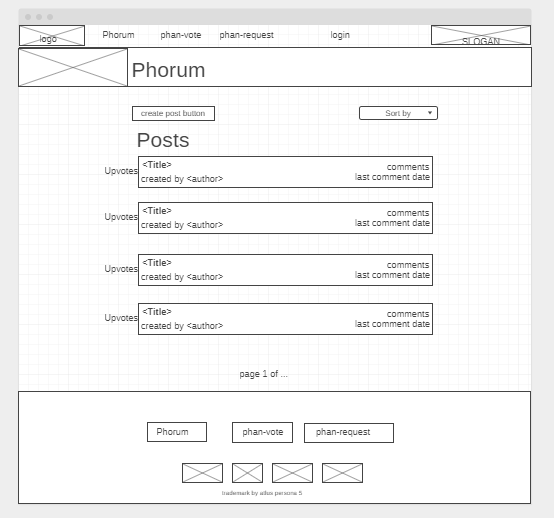 logo Phorum phan-vote phan-request login SLOGAN
Phorum
create post button Sort by
Posts
Upvotes <Title> comments
created by <author> last comment date
Upvotes <Title> comments
created by <author> last comment date
Upvotes <Title> comments
created by <author> last comment date
Upvotes <Title> comments
created by <author> last comment date
page 1 of ...
Phorum phan-vote phan-request
trademark by atlus persona 5